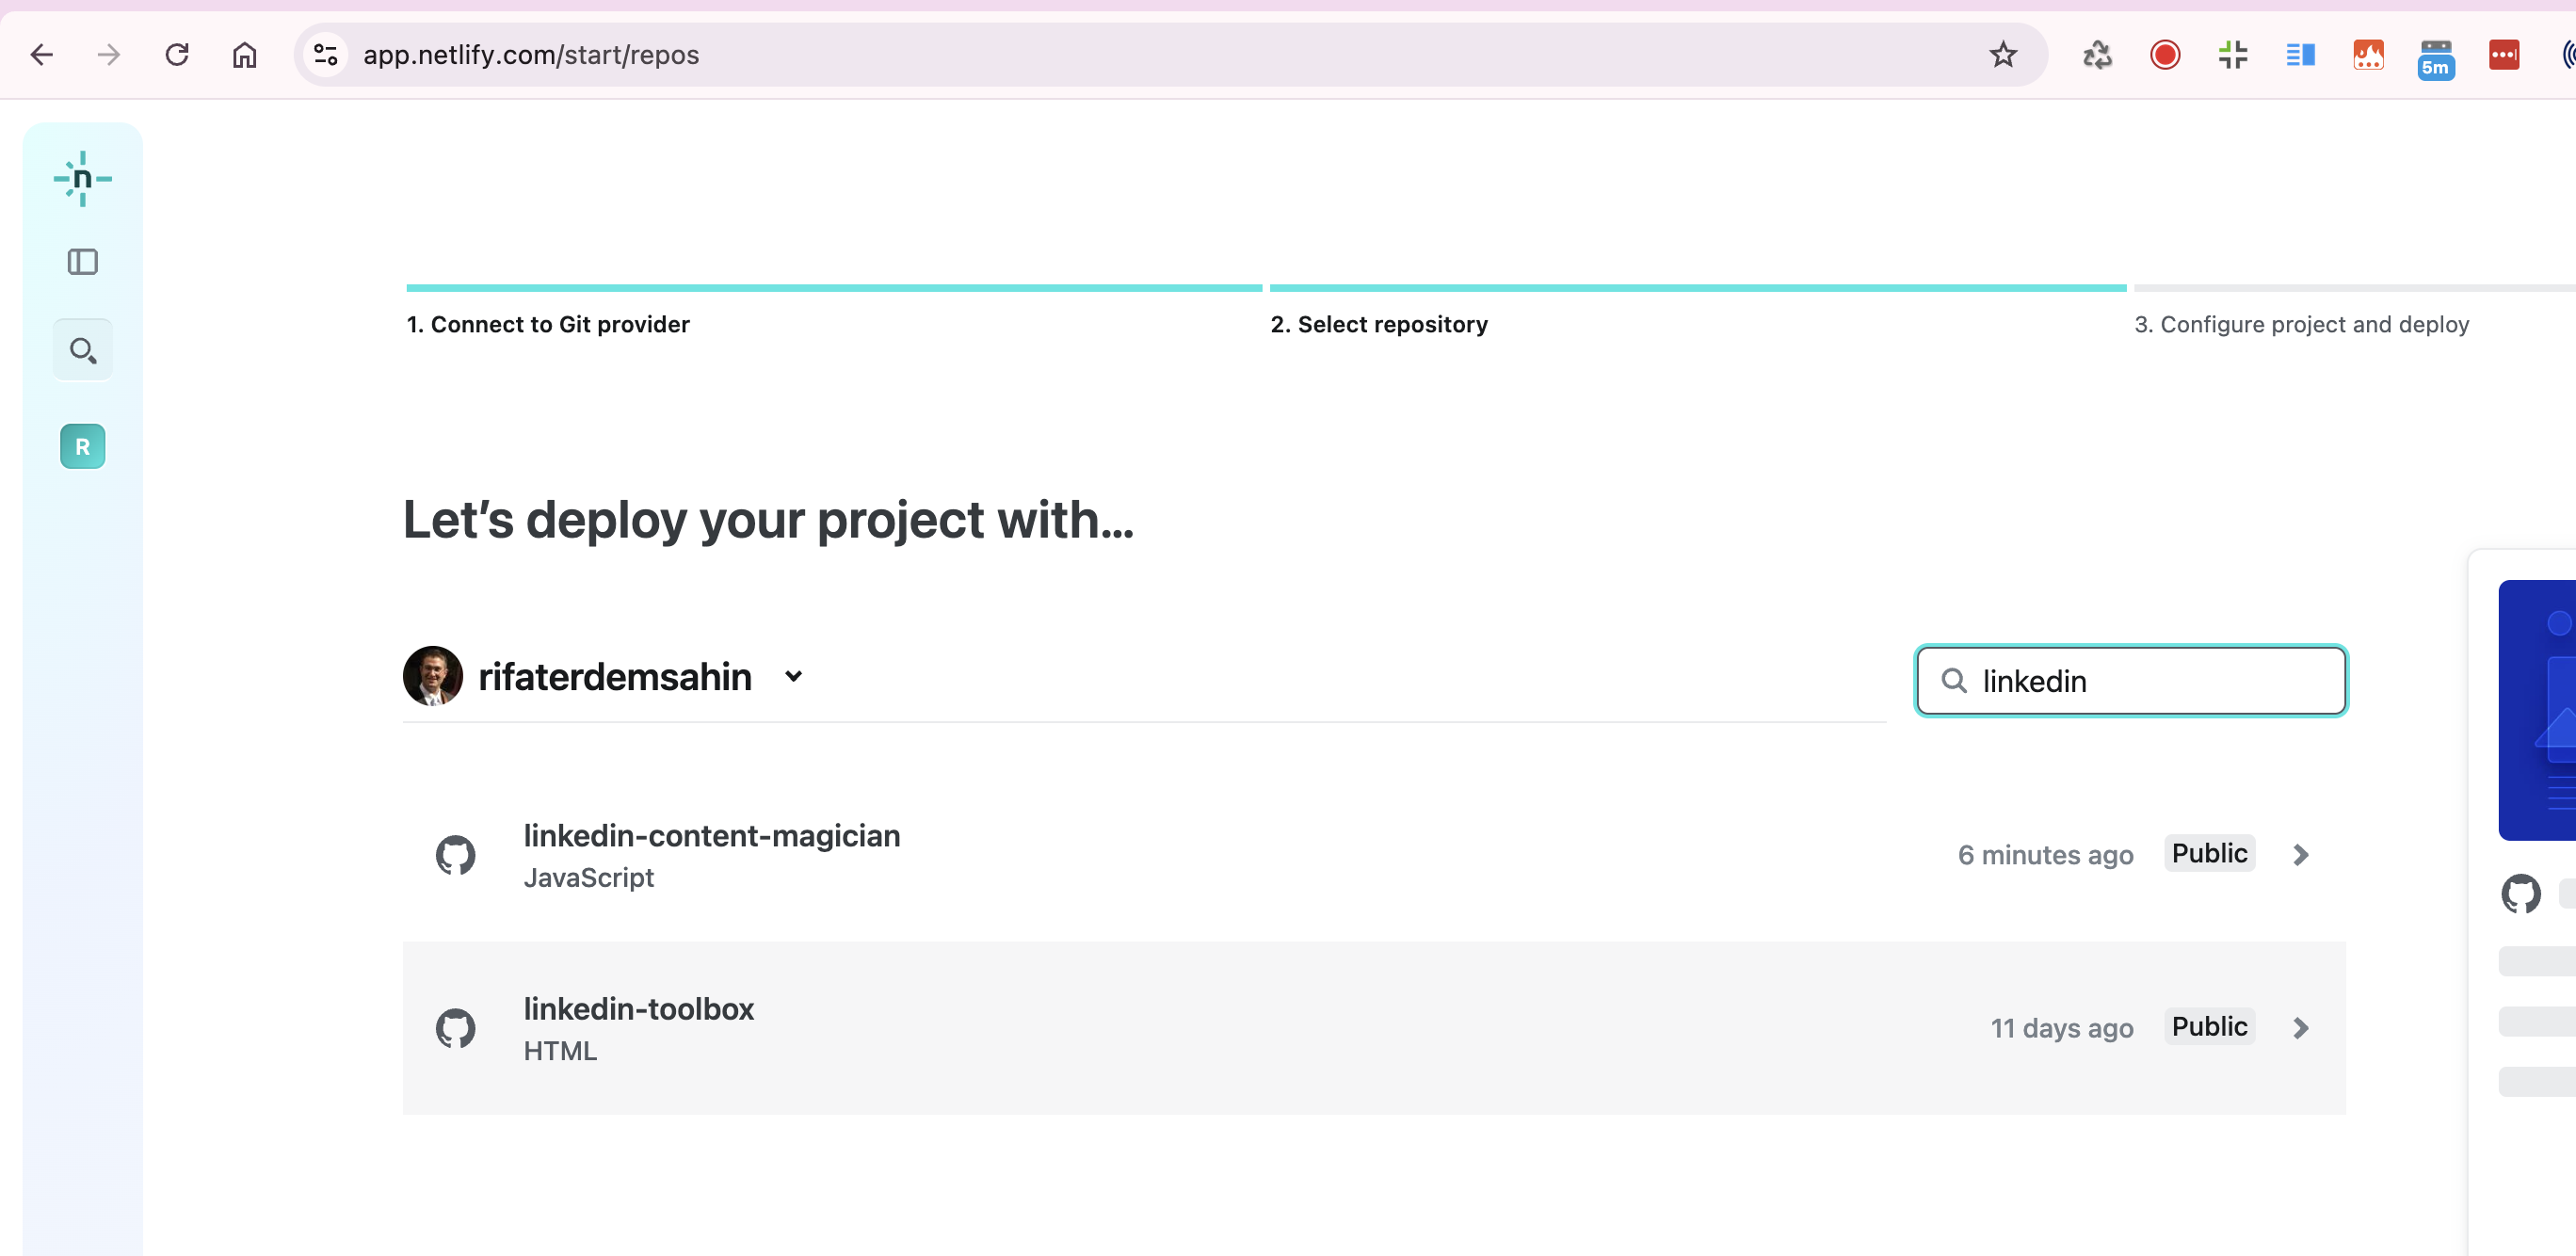 app.netlify.com/start/repos
5m
n
1. Connect to Git provider
2. Select repository
3. Configure project and deploy
R
Let’s deploy your project with...
rifaterdemsahin
linkedin
linkedin-content-magician
JavaScript
6 minutes ago
Public
linkedin-toolbox
HTML
11 days ago
Public